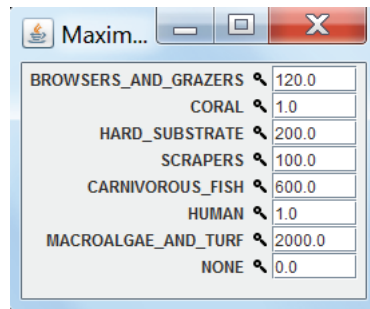 Maxim...
BROWSERS_AND_GRAZERS 120.0
CORAL 1.0
HARD_SUBSTRATE 200.0
SCRAPERS 100.0
CARNIVOROUS_FISH 600.0
HUMAN 1.0
MACROALGAE_AND_TURF 2000.0
NONE 0.0